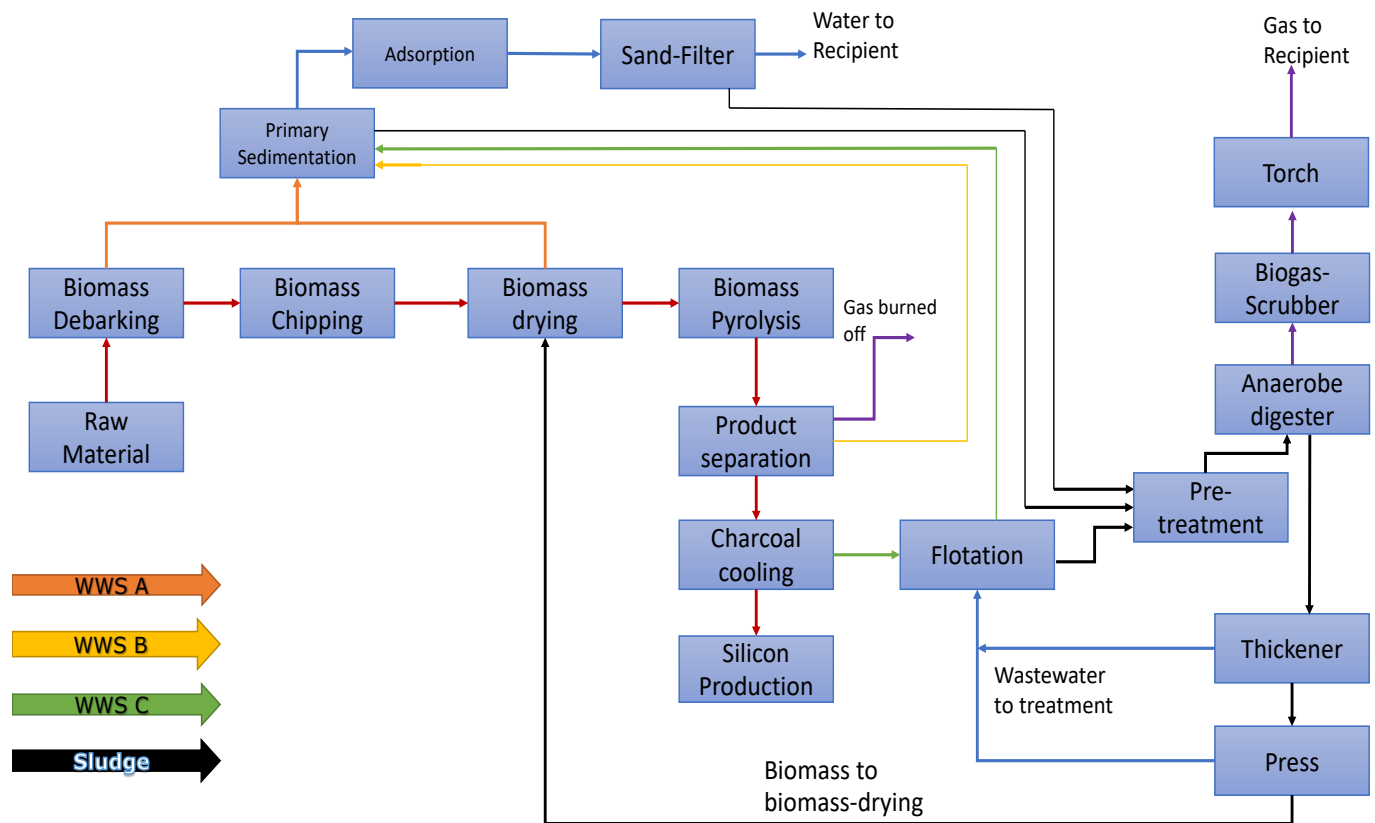 Water to
Recipient
Gas to
Recipient
Adsorption
Sand-Filter
Primary
Sedimentation
Torch
Biomass
Debarking
Biomass
Chipping
Biomass
drying
Biomass
Pyrolysis
Gas burned
off
Biogas-
Scrubber
Raw
Material
Product
separation
Anaerobe
digester
Pre-
treatment
Charcoal
cooling
Flotation
WWS A
WWS B
WWS C
Sludge
Silicon
Production
Wastewater
to treatment
Thickener
Press
Biomass to
biomass-drying